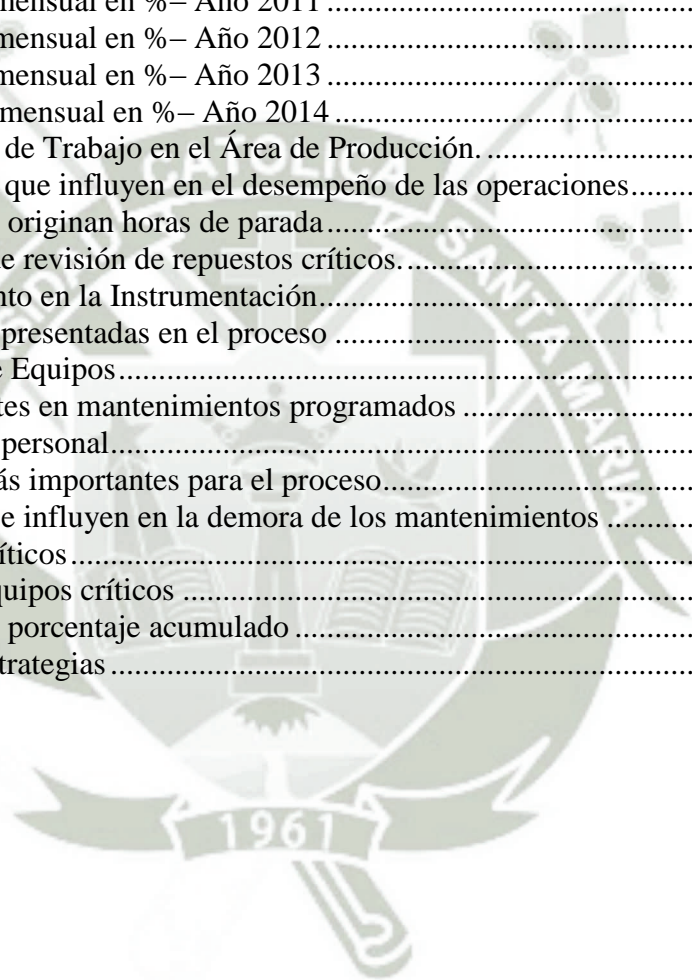 mensual en %– Año 2011 ........................................
mensual en %– Año 2012 ........................................
mensual en %– Año 2013 ........................................
mensual en %– Año 2014 ........................................
de Trabajo en el Área de Producción. ........................
que influyen en el desempeño de las operaciones........
originan horas de parada........................................
e revisión de repuestos críticos.................................
nto en la Instrumentación........................................
presentadas en el proceso ........................................
e Equipos........................................
tes en mantenimientos programados ........................
personal........................................
ás importantes para el proceso.................................
e influyen en la demora de los mantenimientos ..........
íticos........................................
quipos críticos ........................................
porcentaje acumulado ........................................
trategias ........................................
CATOLICA
SANTA MARIA
1961